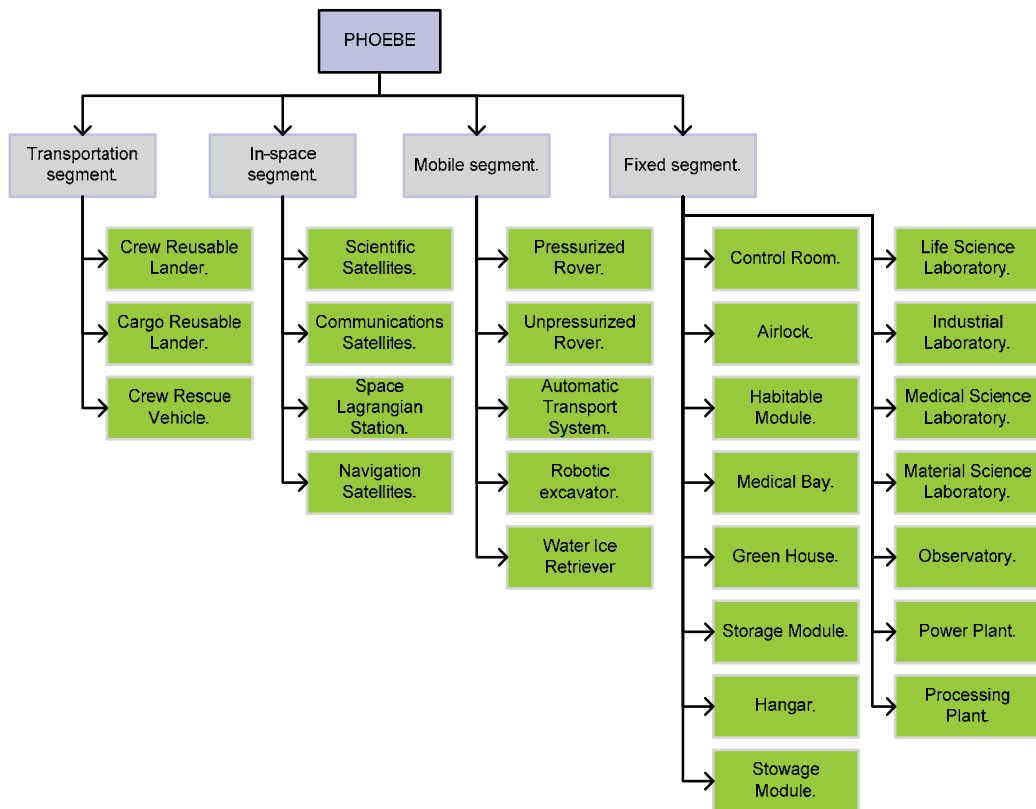 PHOEBE
Transportation
segment.
In-space
segment.
Mobile segment.
Fixed segment.
Crew Reusable
Lander.
Cargo Reusable
Lander.
Crew Rescue
Vehicle.
Scientific
Satellites.
Communications
Satellites.
Space
Lagrangian
Station.
Navigation
Satellites.
Pressurized
Rover.
Unpressurized
Rover.
Automatic
Transport
System.
Robotic
excavator.
Water Ice
Retriever
Control Room.
Airlock.
Habitable
Module.
Medical Bay.
Green House.
Storage Module.
Hangar.
Stowage
Module.
Life Science
Laboratory.
Industrial
Laboratory.
Medical Science
Laboratory.
Material Science
Laboratory.
Observatory.
Power Plant.
Processing
Plant.